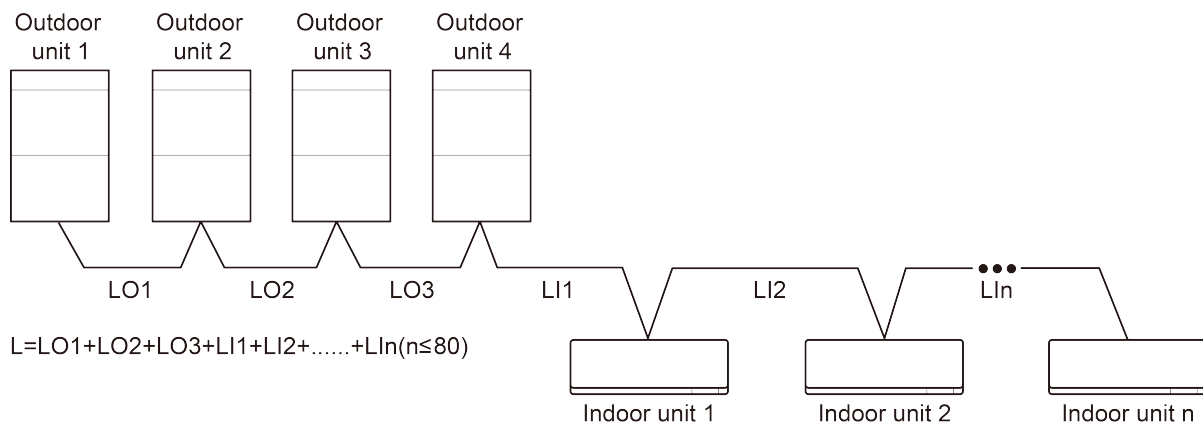 Outdoor
unit 1
Outdoor
unit 2
Outdoor
unit 3
Outdoor
unit 4
LO1
LO2
LO3
LI1
LI2
LIn
L=LO1+LO2+LO3+LI1+LI2+......+LIn(n≤80)
Indoor unit 1
Indoor unit 2
Indoor unit n